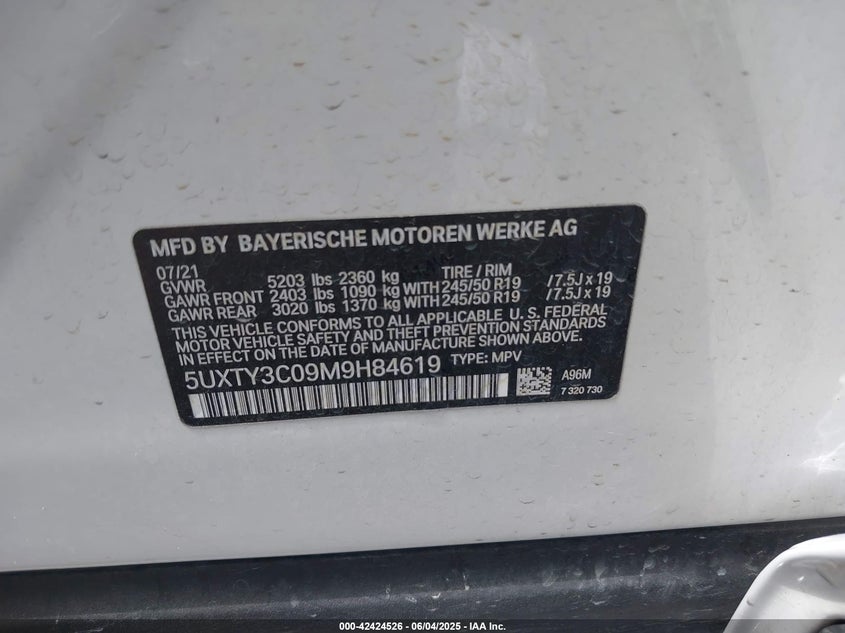 MFD BY BAYERISCHE MOTOREN WERKE AG
07/21
GVWR 5203 lbs 2360 kg TIRE / RIM
GAWR FRONT 2403 lbs 1090 kg WITH 245/50 R19 / 7.5J x 19
GAWR REAR 3020 lbs 1370 kg WITH 245/50 R19 / 7.5J x 19
THIS VEHICLE CONFORMS TO ALL APPLICABLE U.S. FEDERAL
MOTOR VEHICLE SAFETY AND THEFT PREVENTION STANDARDS
IN EFFECT ON THE DATE OF MANUFACTURE SHOWN ABOVE.
5UXTY3C09M9H84619 TYPE: MPV
A96M
7 320 730
000-42424526 - 06/04/2025 - IAA Inc.